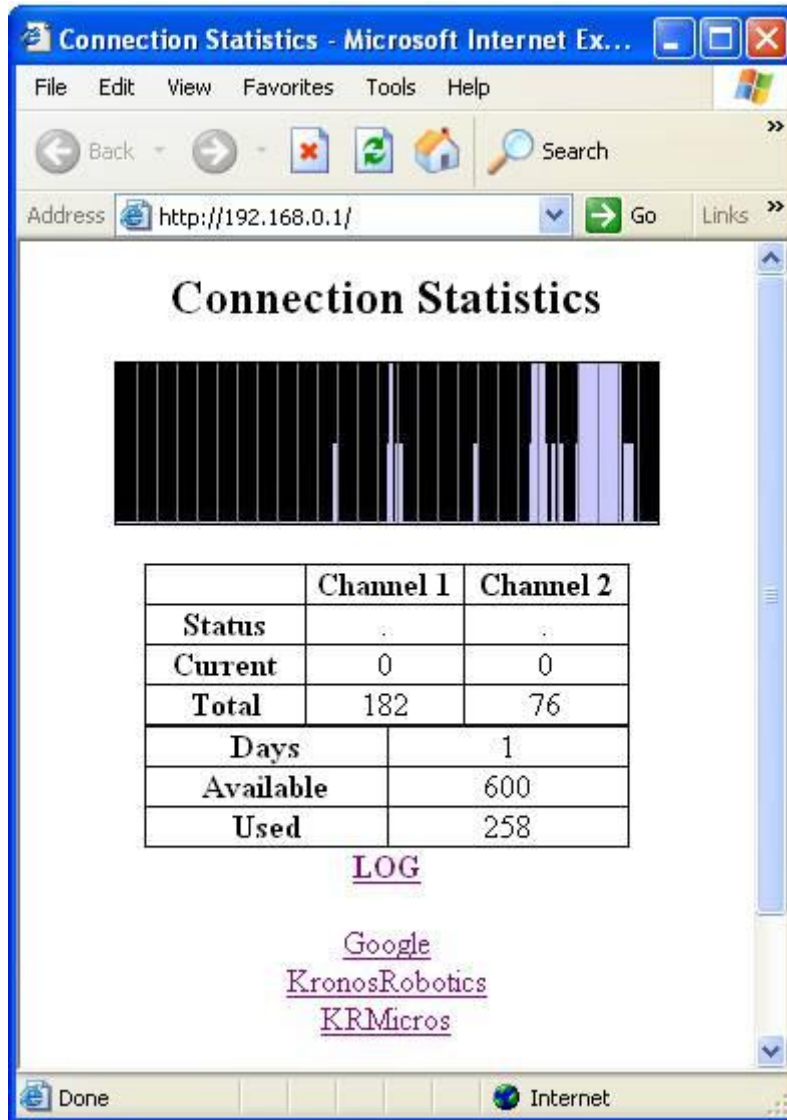 Connection Statistics - Microsoft Internet Ex...
File Edit View Favorites Tools Help
Back Search »
Address http://192.168.0.1/ Go Links »
Connection Statistics
Channel 1 Channel 2
Status . .
Current 0 0
Total 182 76
Days 1
Available 600
Used 258
LOG
Google
KronosRobotics
KRMicros
Done Internet